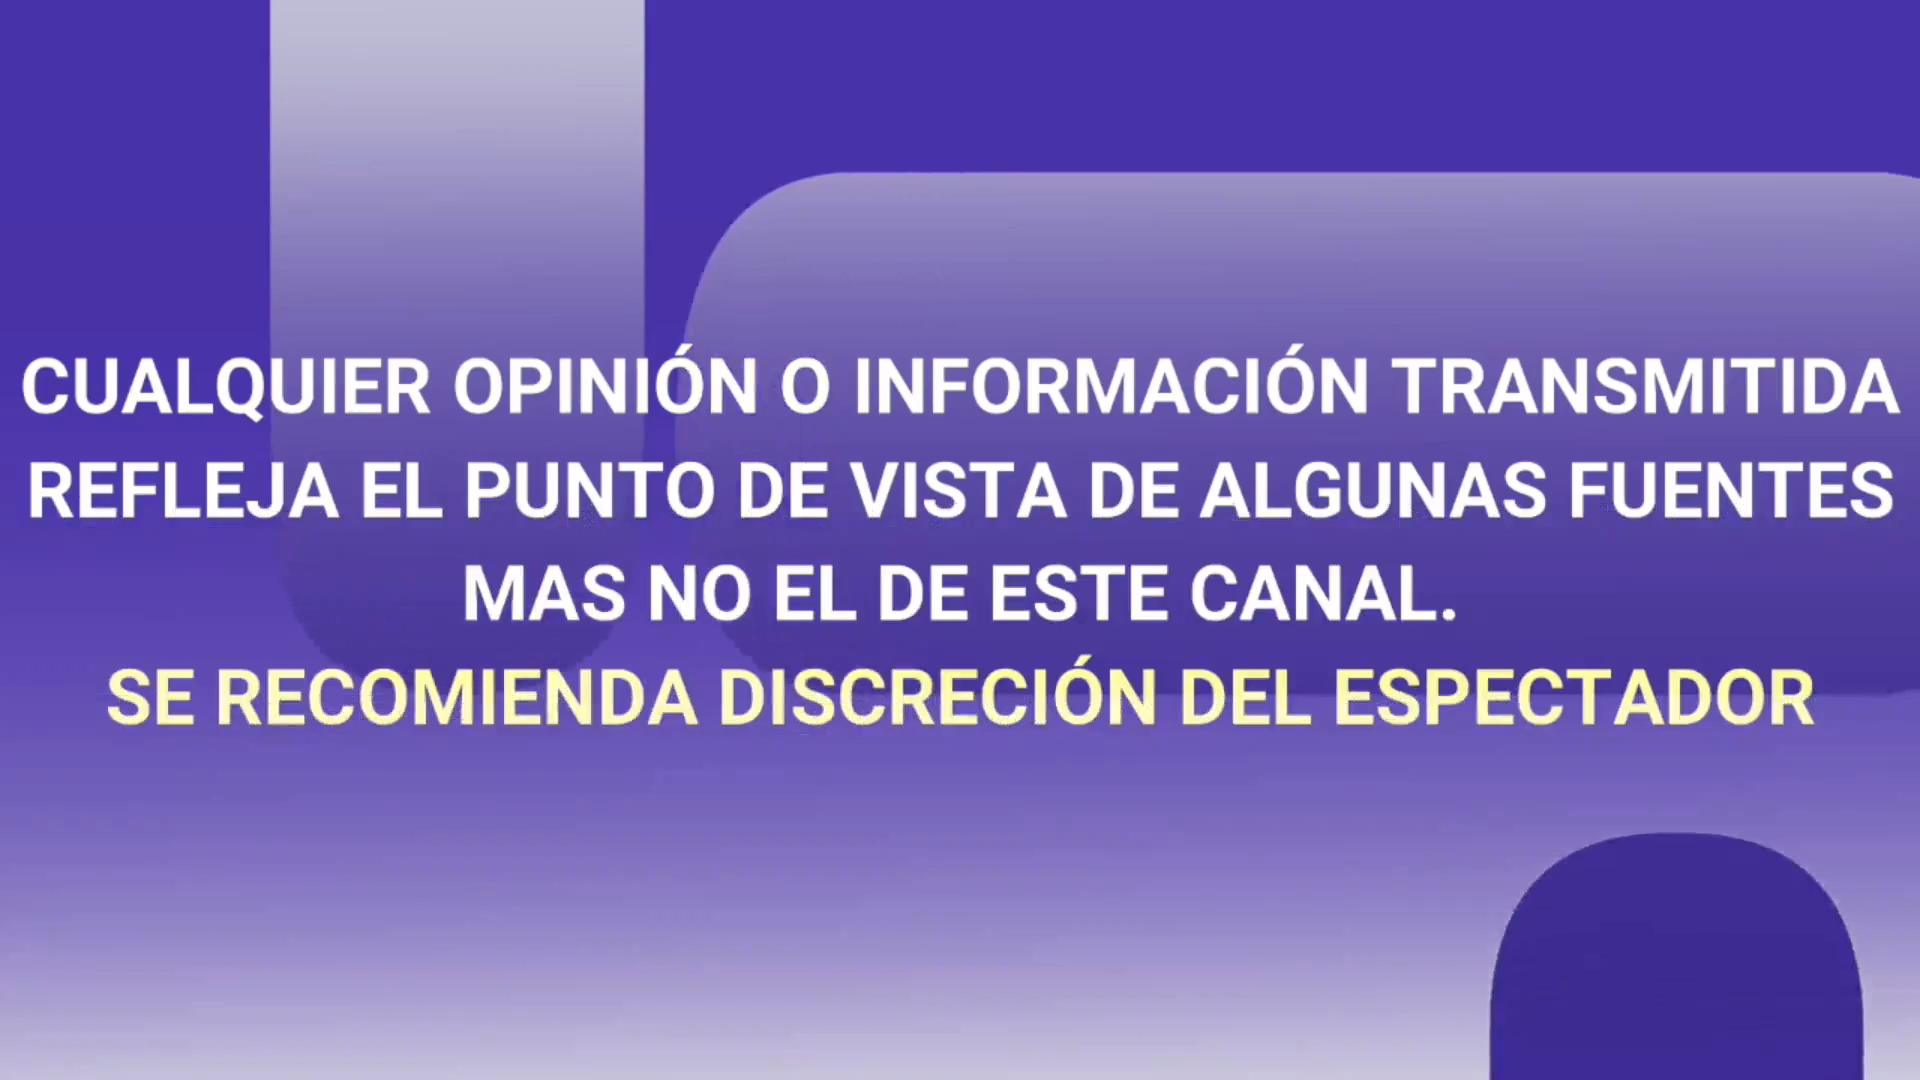 CUALQUIER OPINIÓN O INFORMACIÓN TRANSMITIDA
REFLEJA EL PUNTO DE VISTA DE ALGUNAS FUENTES
MAS NO EL DE ESTE CANAL.
SE RECOMIENDA DISCRECIÓN DEL ESPECTADOR